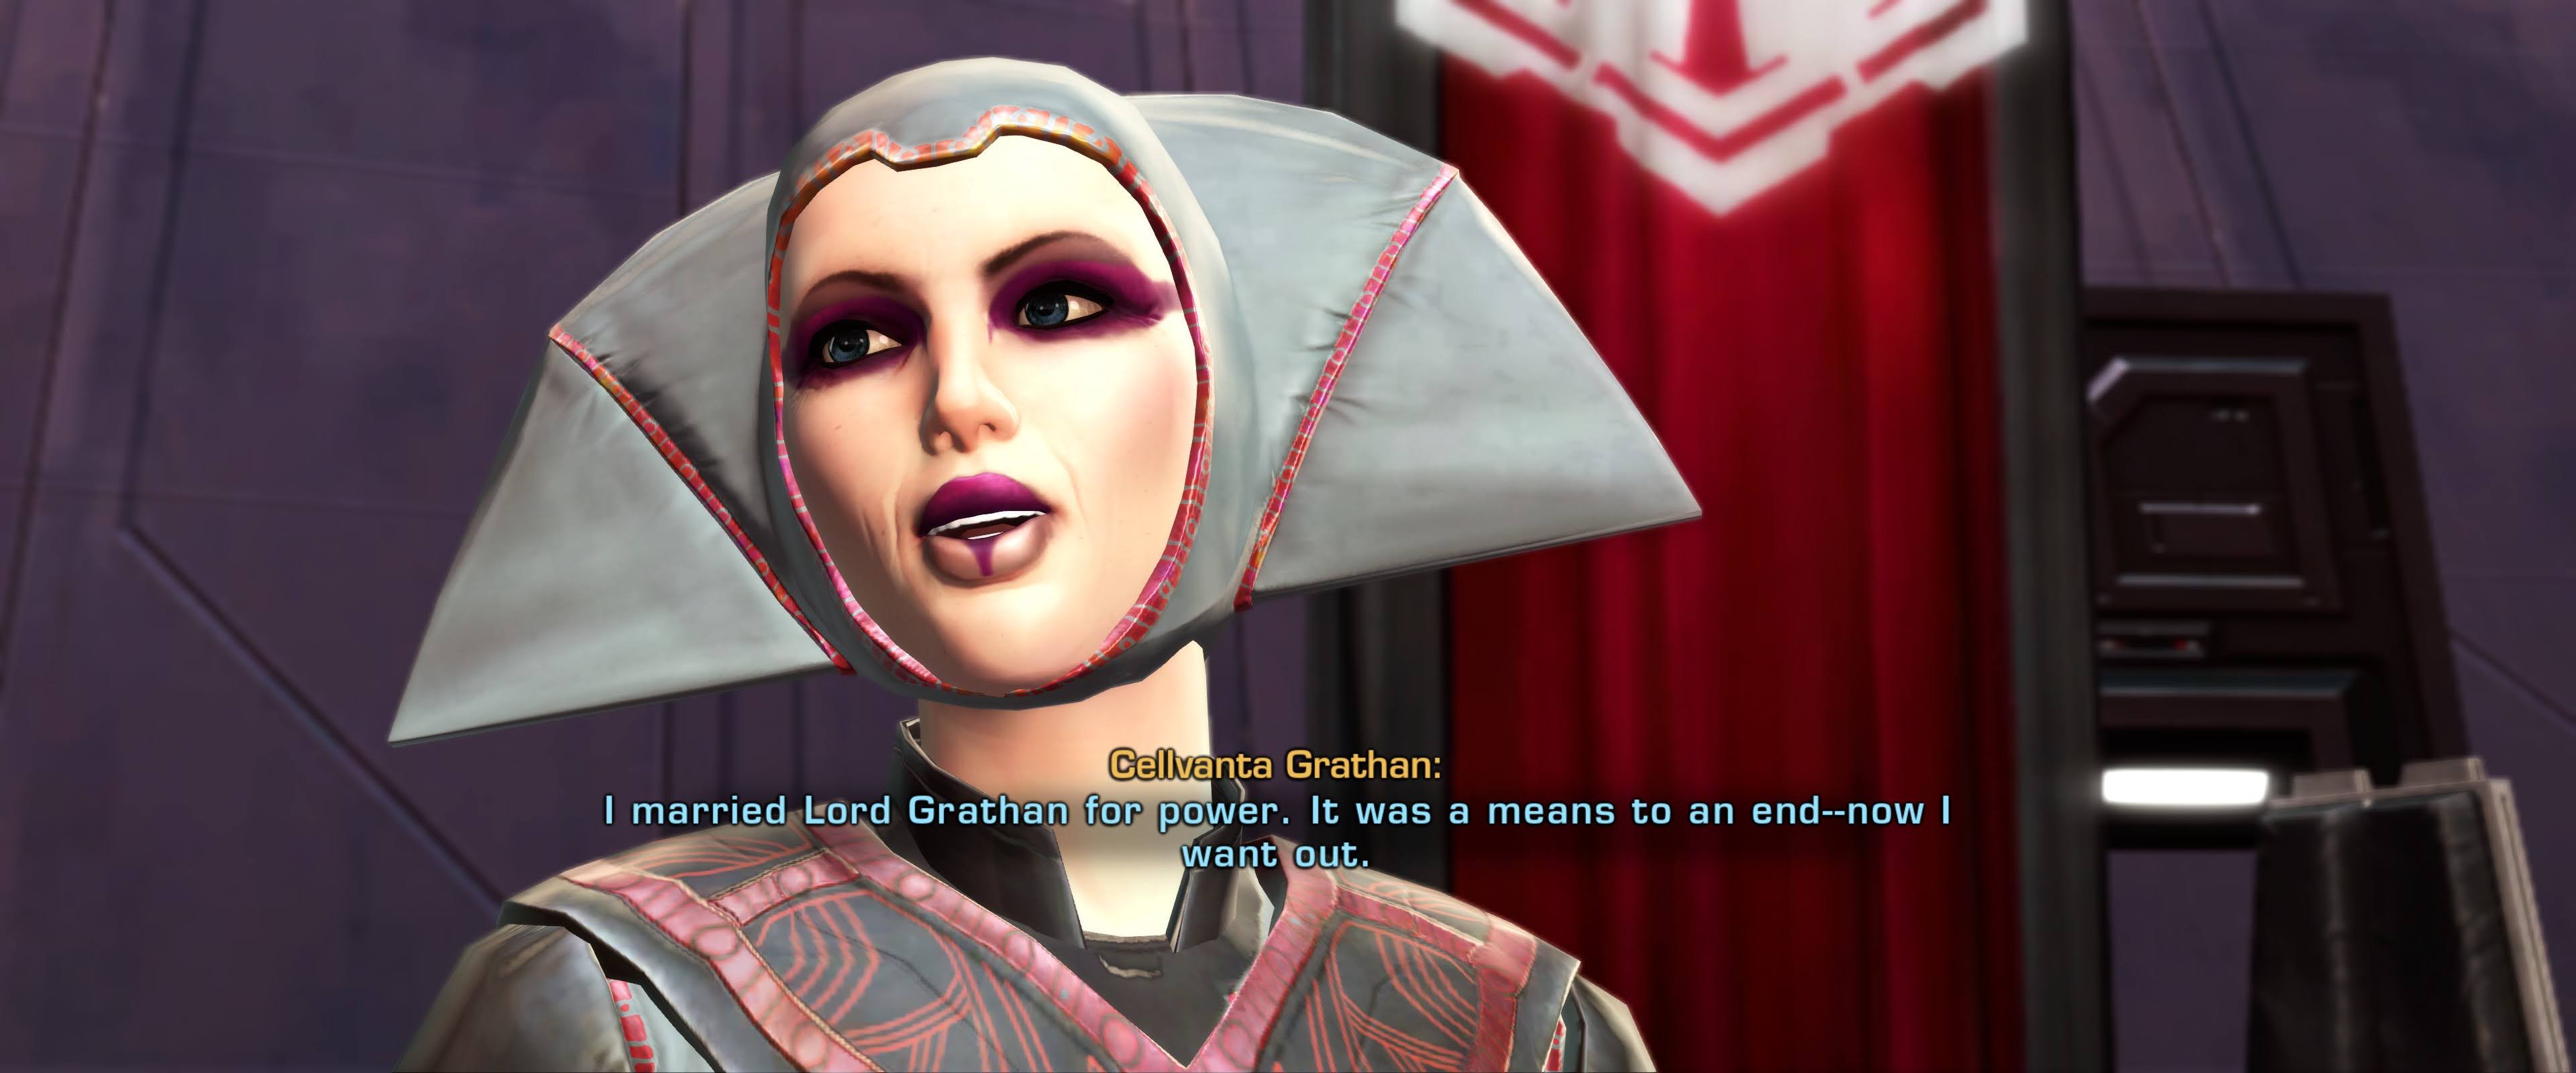 Cellvanta Grathan:
I married Lord Grathan for power. It was a means to an end--now I
want out.